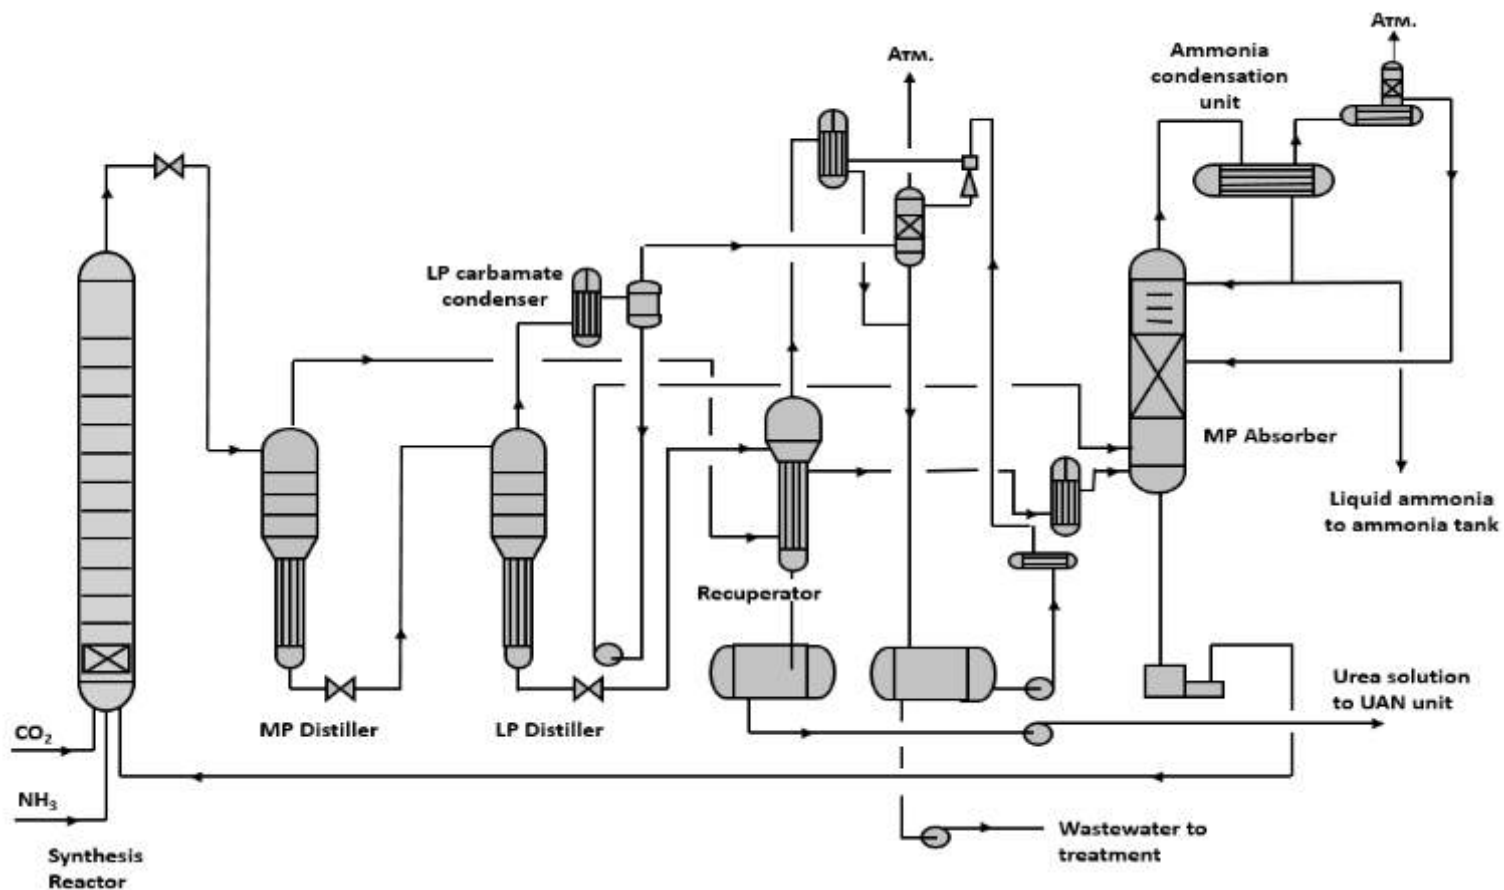 Atm.
Atm.
Ammonia
condensation
unit
LP carbamate
condenser
MP Absorber
Liquid ammonia
to ammonia tank
Recuperator
Urea solution
to UAN unit
MP Distiller
LP Distiller
CO₂
NH₃
Wastewater to
treatment
Synthesis
Reactor